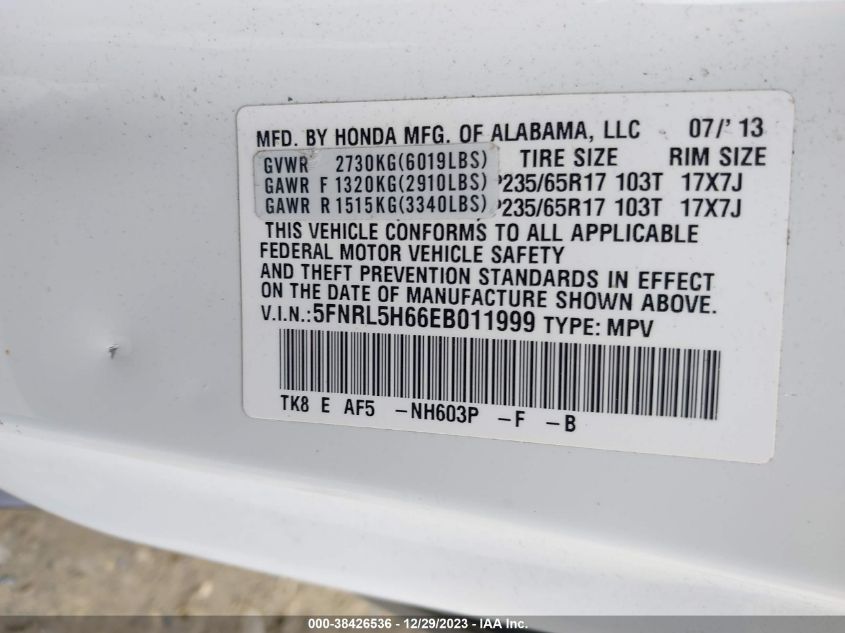 MFD. BY HONDA MFG. OF ALABAMA, LLC 07/' 13
GVWR 2730KG(6019LBS) TIRE SIZE RIM SIZE
GAWR F 1320KG(2910LBS) P235/65R17 103T 17X7J
GAWR R 1515KG(3340LBS) P235/65R17 103T 17X7J
THIS VEHICLE CONFORMS TO ALL APPLICABLE
FEDERAL MOTOR VEHICLE SAFETY
AND THEFT PREVENTION STANDARDS IN EFFECT
ON THE DATE OF MANUFACTURE SHOWN ABOVE.
V.I.N.:5FNRL5H66EB011999 TYPE: MPV
TK8 E AF5 -NH603P -F -B
000-38426536 - 12/29/2023 - IAA Inc.